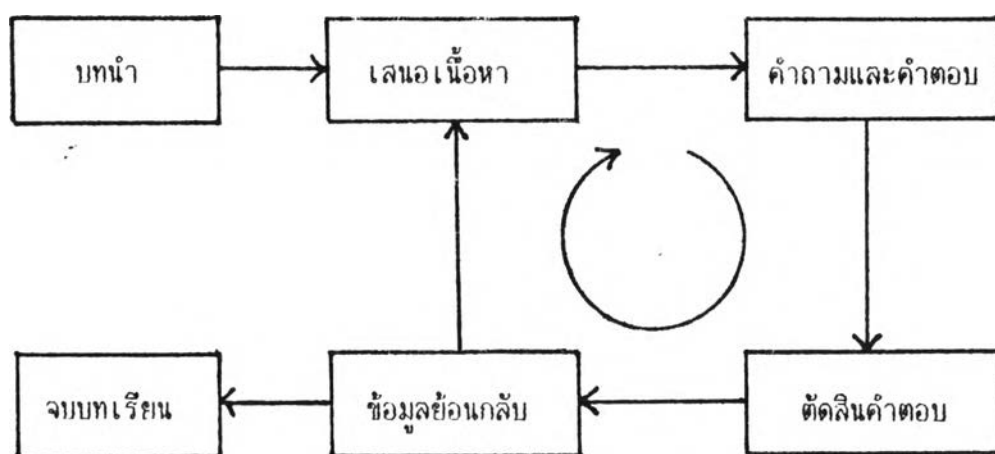 บทนำ
เสนอเนื้อหา
คำถามและคำตอบ
จบบทเรียน
ข้อมูลย้อนกลับ
ตัดสินคำตอบ